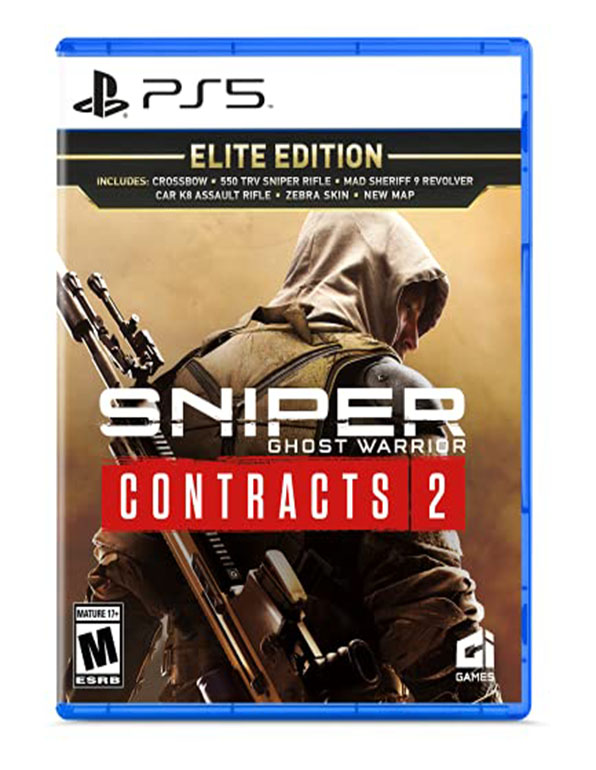 PS5
ELITE EDITION
INCLUDES: CROSSBOW • 550 TRV SNIPER RIFLE • MAD SHERIFF 9 REVOLVER
CAR K8 ASSAULT RIFLE • ZEBRA SKIN • NEW MAP
SNIPER
GHOST WARRIOR
CONTRACTS 2
MATURE 17+
M
ESRB
CI
GAMES